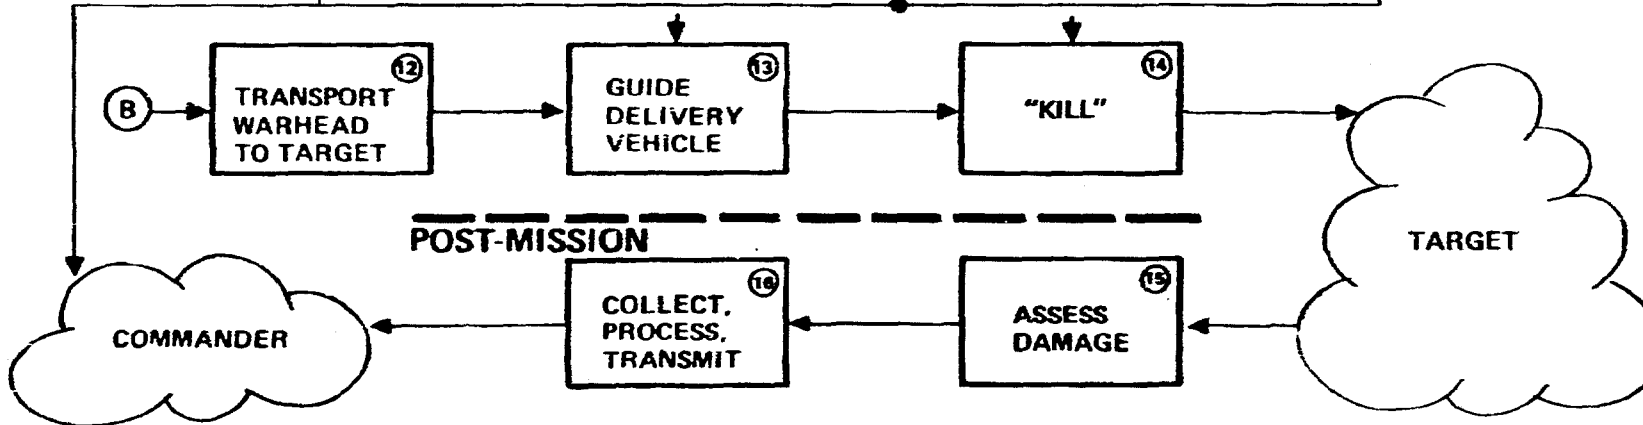 B
12
TRANSPORT
WARHEAD
TO TARGET
13
GUIDE
DELIVERY
VEHICLE
14
"KILL"
TARGET
POST-MISSION
COMMANDER
16
COLLECT,
PROCESS,
TRANSMIT
15
ASSESS
DAMAGE